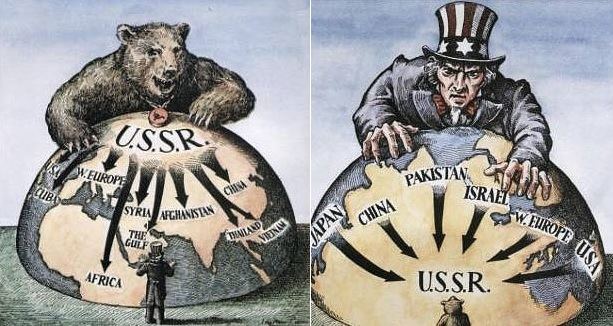 U.S.S.R.
W. EUROPE
CUBA
SYRIA
AFGHANISTAN
CHINA
THE
GULF
THAILAND
VIETNAM
AFRICA
PAKISTAN
ISRAEL
CHINA
JAPAN
W. EUROPE
USA
U.S.S.R.